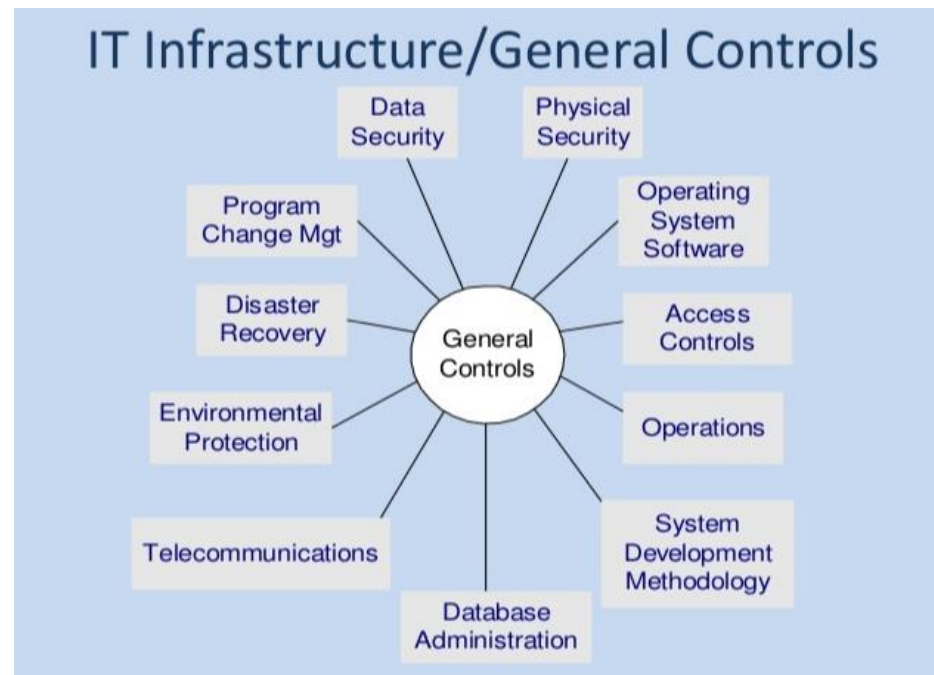 IT Infrastructure/General Controls
Data
Security
Physical
Security
Program
Change Mgt
Operating
System
Software
Disaster
Recovery
General
Controls
Access
Controls
Environmental
Protection
Operations
Telecommunications
System
Development
Methodology
Database
Administration